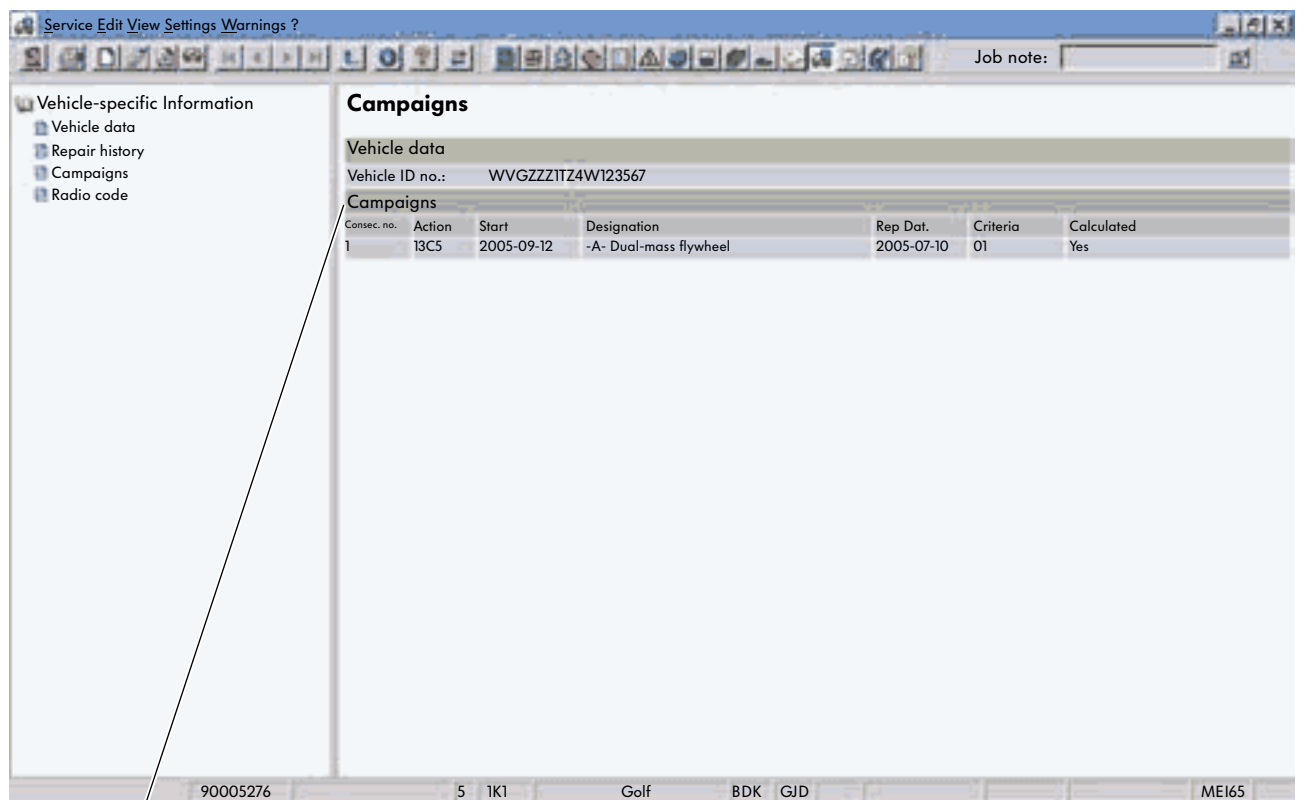 Service Edit View Settings Warnings ?
Job note:
Vehicle-specific Information
Vehicle data
Repair history
Campaigns
Radio code
Campaigns
Vehicle data
Vehicle ID no.: WVGZZZ1TZ4W123567
Campaigns
Consec. no. Action Start Designation Rep Dat. Criteria Calculated
1 13C5 2005-09-12 -A- Dual-mass flywheel 2005-07-10 01 Yes
90005276 5 1K1 Golf BDK GJD MEI65